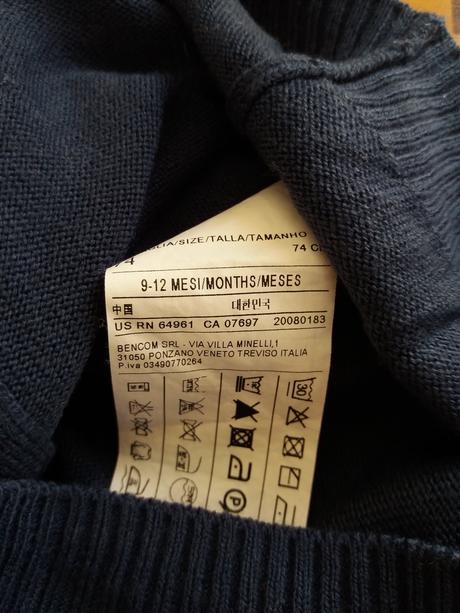 /SIZE/TALLA/TAMANHO
74
9-12 MESI/MONTHS/MESES
中国 대한민국
US RN 64961 CA 07697 20080183
BENCOM SRL - VIA VILLA MINELLI,1
31050 PONZANO VENETO TREVISO ITALIA
P.iva 03490770264
30
P